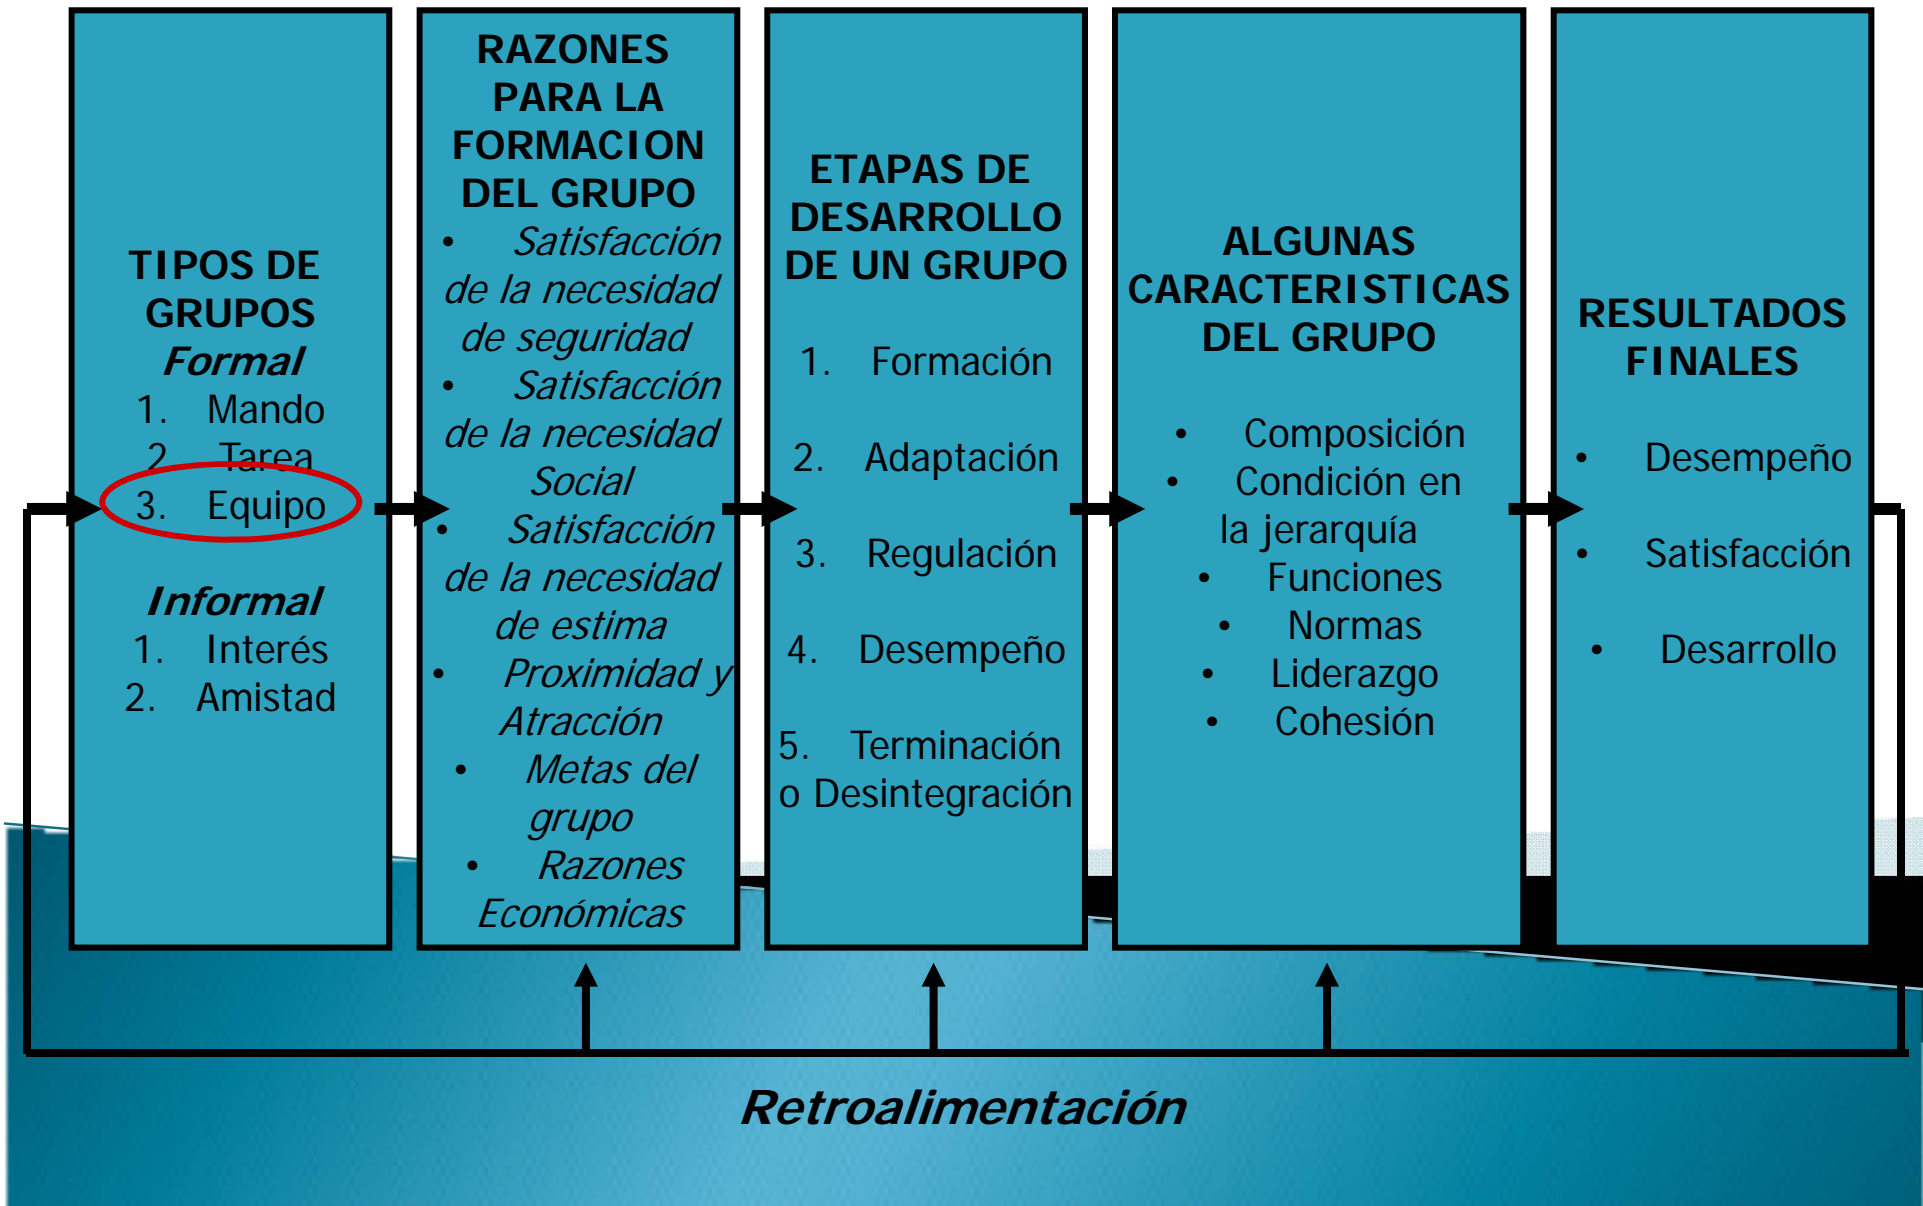 TIPOS DE
GRUPOS
Formal
1. Mando
2. Tarea
3. Equipo
Informal
1. Interés
2. Amistad
RAZONES
PARA LA
FORMACION
DEL GRUPO
• Satisfacción
de la necesidad
de seguridad
• Satisfacción
de la necesidad
Social
• Satisfacción
de la necesidad
de estima
• Proximidad y
Atracción
• Metas del
grupo
• Razones
Económicas
ETAPAS DE
DESARROLLO
DE UN GRUPO
1. Formación
2. Adaptación
3. Regulación
4. Desempeño
5. Terminación
o Desintegración
ALGUNAS
CARACTERISTICAS
DEL GRUPO
• Composición
• Condición en
la jerarquía
• Funciones
• Normas
• Liderazgo
• Cohesión
RESULTADOS
FINALES
• Desempeño
• Satisfacción
• Desarrollo
Retroalimentación